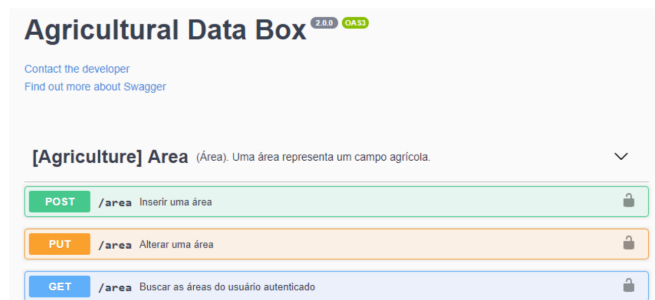 Agricultural Data Box 2.0.0 OAS3
Contact the developer
Find out more about Swagger
[Agriculture] Area (Área). Uma área representa um campo agrícola.
POST /area Inserir uma área
PUT /area Alterar uma área
GET /area Buscar as áreas do usuário autenticado